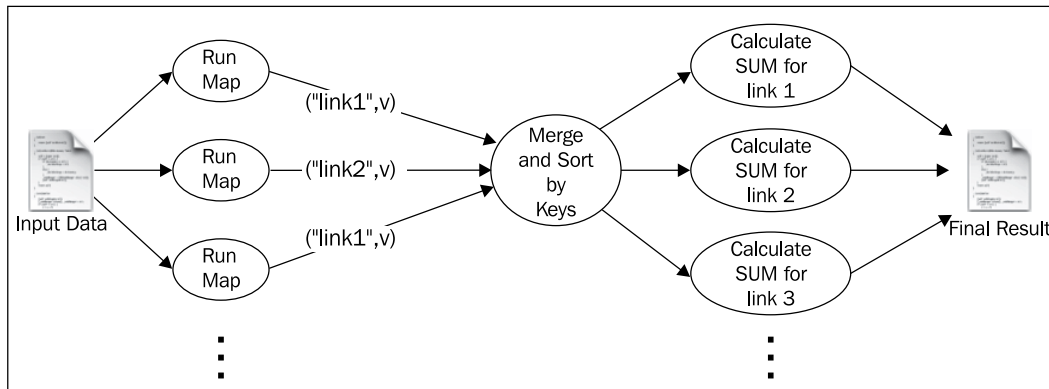 Run
Map
("link1",v)
Run
Map
("link2",v)
Run
Map
("link1",v)
Input Data
Merge
and Sort
by
Keys
Calculate
SUM for
link 1
Calculate
SUM for
link 2
Calculate
SUM for
link 3
Final Result